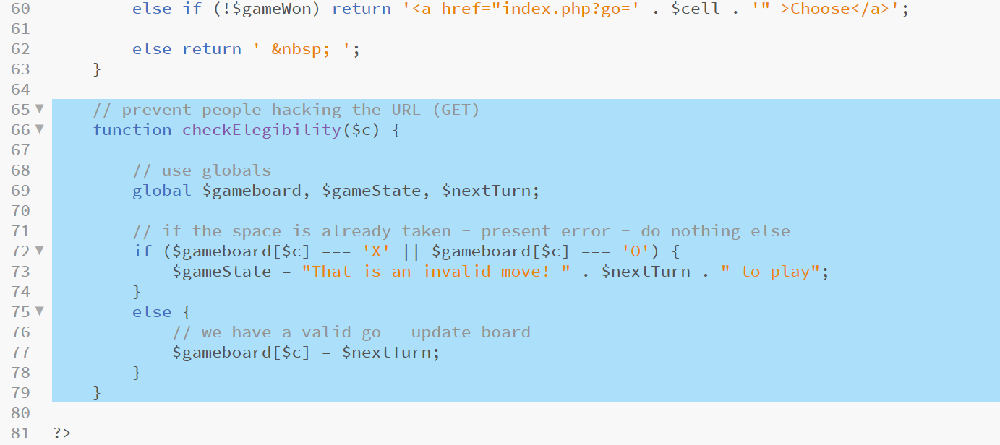 60         else if (!$gameWon) return '<a href="index.php?go=' . $cell . '" >Choose</a>';
61
62         else return ' &nbsp; ';
63     }
64
65     // prevent people hacking the URL (GET)
66     function checkElegibility($c) {
67
68         // use globals
69         global $gameboard, $gameState, $nextTurn;
70
71         // if the space is already taken - present error - do nothing else
72         if ($gameboard[$c] === 'X' || $gameboard[$c] === 'O') {
73             $gameState = "That is an invalid move! " . $nextTurn . " to play";
74         }
75         else {
76             // we have a valid go - update board
77             $gameboard[$c] = $nextTurn;
78         }
79     }
80
81 ?>